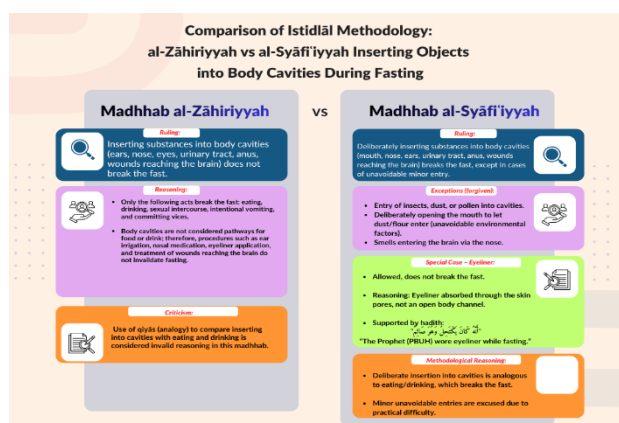 Comparison of Istidlāl Methodology:
al-Zāhiriyyah vs al-Syāfi'iyyah Inserting Objects
into Body Cavities During Fasting
Madhhab al-Zāhiriyyah
Ruling:
Inserting substances into body cavities
(ears, nose, eyes, urinary tract, anus,
wounds reaching the brain) does not
break the fast.
Reasoning:
• Only the following acts break the fast: eating,
drinking, sexual intercourse, intentional vomiting,
and committing vices.
• Body cavities are not considered pathways for
food or drink; therefore, procedures such as ear
irrigation, nasal medication, eyeliner application,
and treatment of wounds reaching the brain do
not invalidate fasting.
Criticism:
Use of qiyās (analogy) to compare inserting
into cavities with eating and drinking is
considered invalid reasoning in this madhhab.
vs
Madhhab al-Syāfi'iyyah
Ruling:
Deliberately inserting substances into body cavities
(mouth, nose, ears, urinary tract, anus, wounds
reaching the brain) breaks the fast, except in cases
of unavoidable minor entry.
Exceptions (forgiven):
• Entry of insects, dust, or pollen into cavities.
• Deliberately opening the mouth to let
dust/flour enter (unavoidable environmental
factors).
• Smells entering the brain via the nose.
Special Case – Eyeliner:
• Allowed, does not break the fast.
• Reasoning: Eyeliner absorbed through the skin
pores, not an open body channel.
• Supported by hadith:
"أَنَّهُ كَانَ يَكْتَحِلُ وَهُوَ صَائِمٌ"
"The Prophet (PBUH) wore eyeliner while fasting."
Methodological Reasoning:
• Deliberate insertion into cavities is analogous
to eating/drinking, which breaks the fast.
• Minor unavoidable entries are excused due to
practical difficulty.